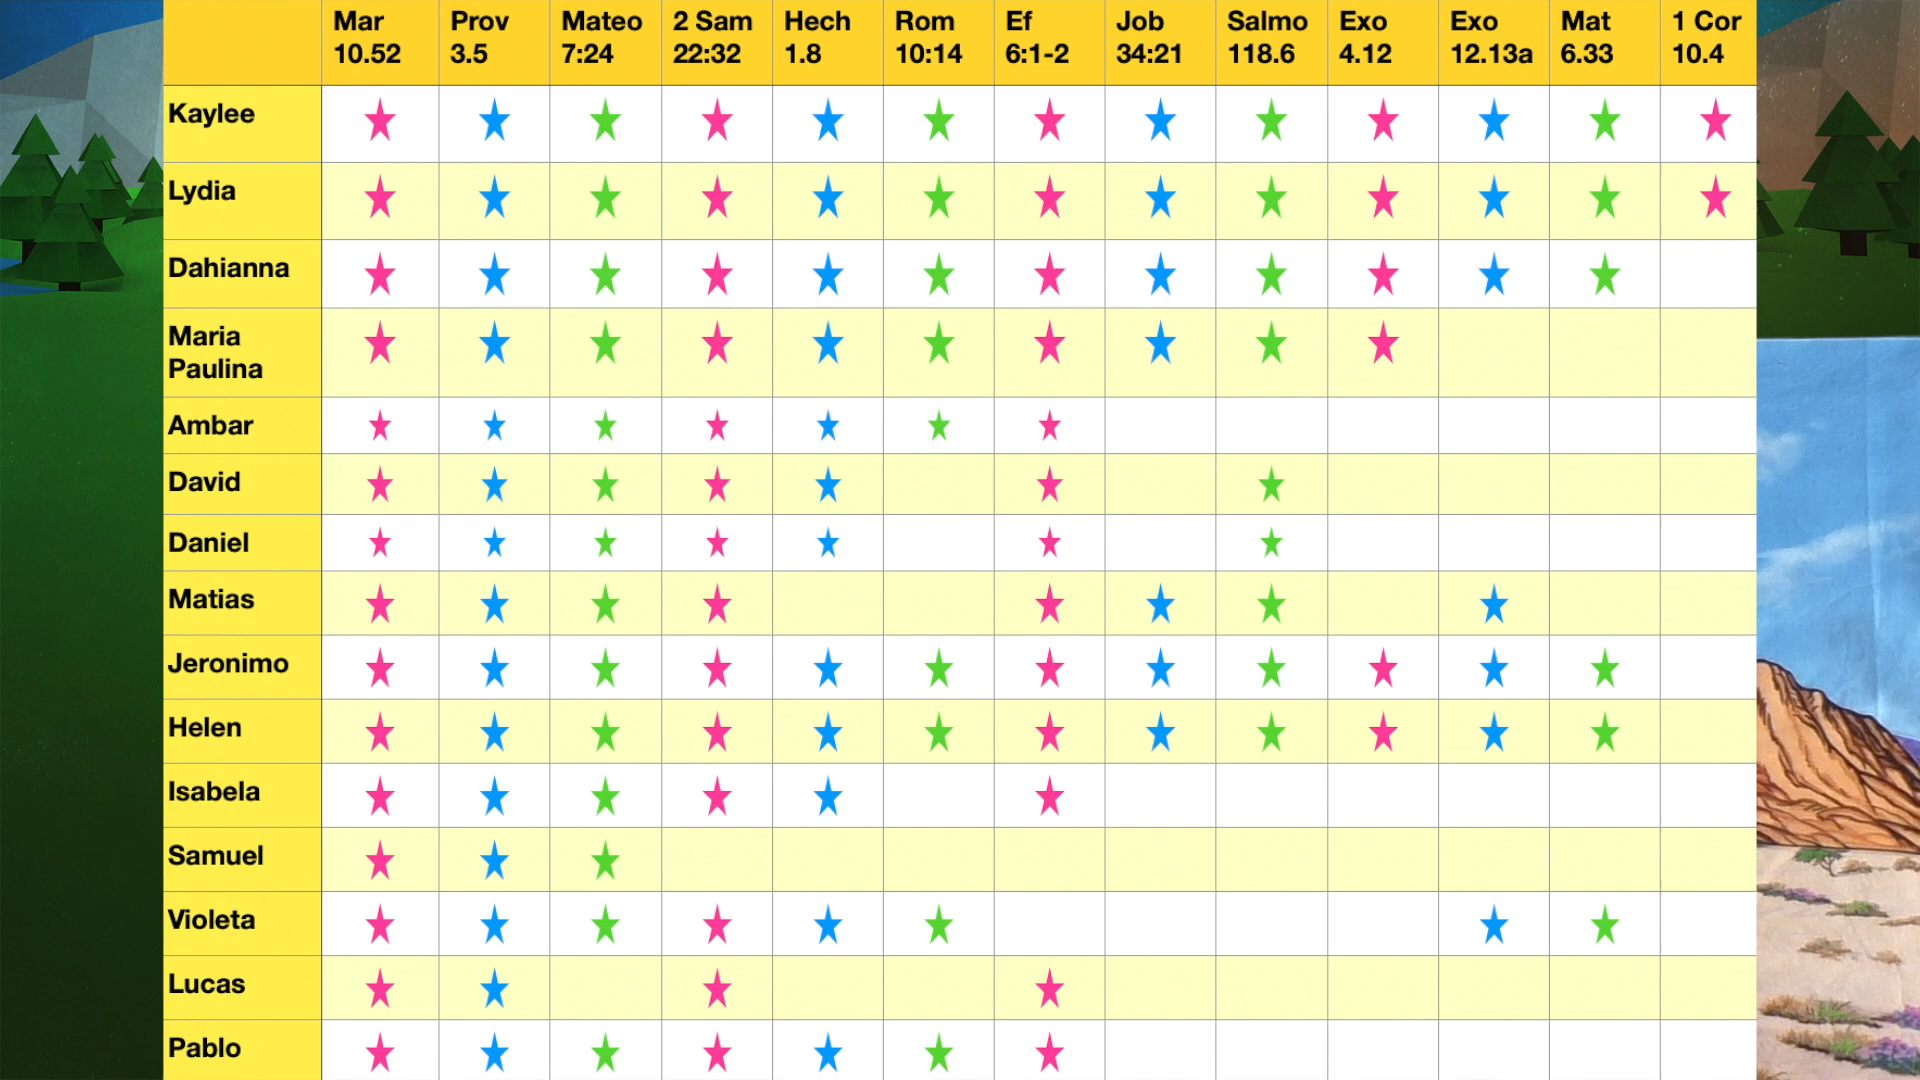 Mar Prov Mateo 2 Sam Hech Rom Ef Job Salmo Exo Exo Mat 1 Cor
10.52 3.5 7:24 22:32 1.8 10:14 6:1-2 34:21 118.6 4.12 12.13a 6.33 10.4
Kaylee
Lydia
Dahianna
Maria
Paulina
Ambar
David
Daniel
Matias
Jeronimo
Helen
Isabela
Samuel
Violeta
Lucas
Pablo